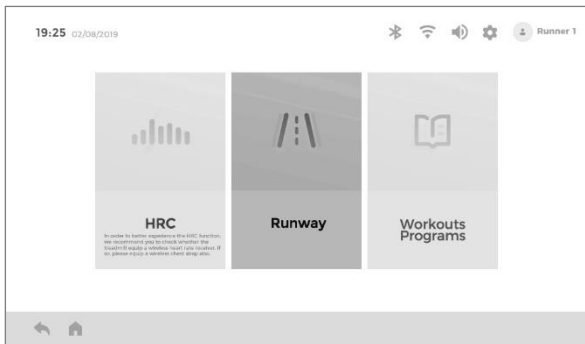 19:25 02/08/2019
Runner 1
HRC
In order to better experience the HRC function,
we recommend you to check whether the
treadmill equip a wireless heart rate receiver. If
so, please equip a wireless chest strap also.
Runway
Workouts
Programs